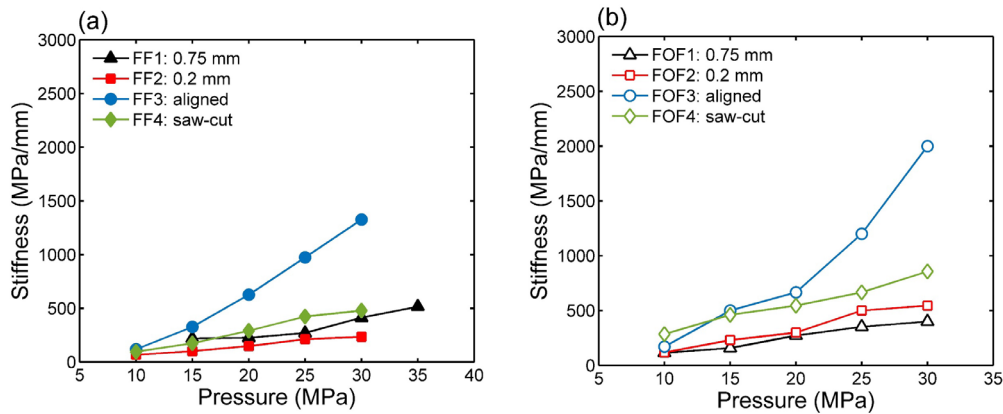 (a)
3000
2500
2000
1500
1000
500
0
Stiffness (MPa/mm)
FF1: 0.75 mm
FF2: 0.2 mm
FF3: aligned
FF4: saw-cut
5 10 15 20 25 30 35 40
Pressure (MPa)
(b)
3000
2500
2000
1500
1000
500
0
Stiffness (MPa/mm)
FOF1: 0.75 mm
FOF2: 0.2 mm
FOF3: aligned
FOF4: saw-cut
5 10 15 20 25 30 35
Pressure (MPa)